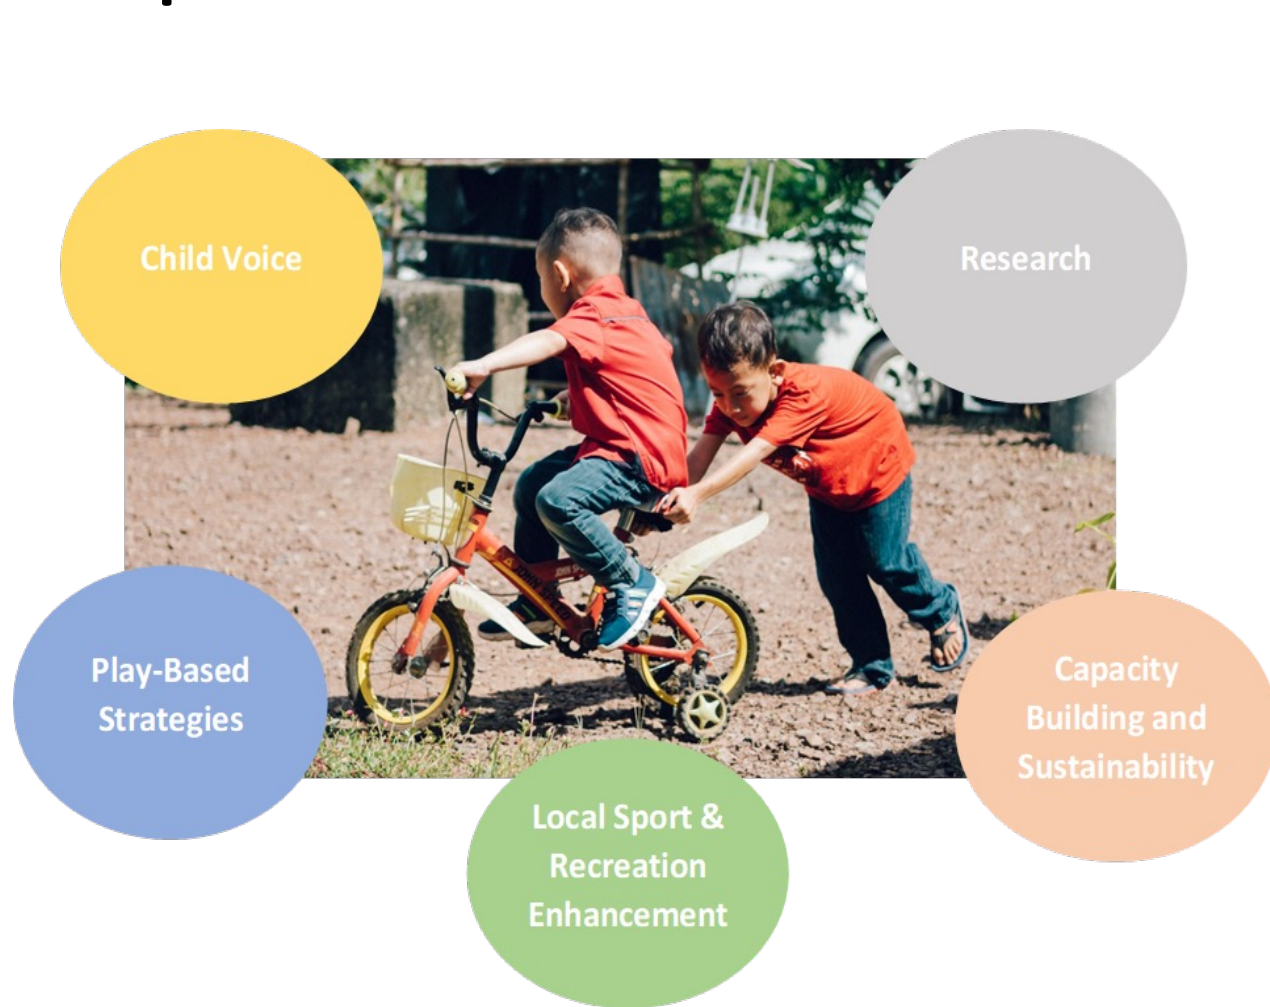 Child Voice
Research
Play-Based
Strategies
Capacity
Building and
Sustainability
Local Sport &
Recreation
Enhancement